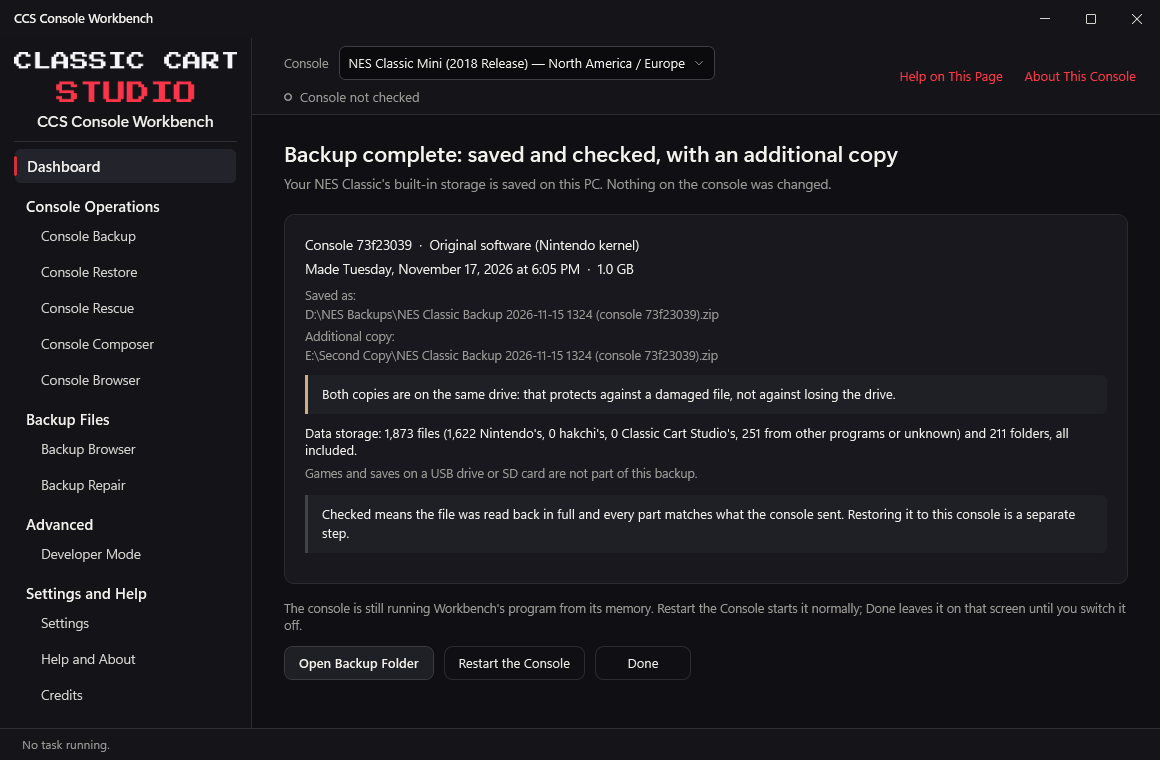 CCS Console Workbench
CLASSIC CART
STUDIO
CCS Console Workbench
Dashboard
Console Operations
Console Backup
Console Restore
Console Rescue
Console Composer
Console Browser
Backup Files
Backup Browser
Backup Repair
Advanced
Developer Mode
Settings and Help
Settings
Help and About
Credits
Console
NES Classic Mini (2018 Release) — North America / Europe
Console not checked
Help on This Page
About This Console
Backup complete: saved and checked, with an additional copy
Your NES Classic's built-in storage is saved on this PC. Nothing on the console was changed.
Console 73f23039 · Original software (Nintendo kernel)
Made Tuesday, November 17, 2026 at 6:05 PM · 1.0 GB
Saved as:
D:\NES Backups\NES Classic Backup 2026-11-15 1324 (console 73f23039).zip
Additional copy:
E:\Second Copy\NES Classic Backup 2026-11-15 1324 (console 73f23039).zip
Both copies are on the same drive: that protects against a damaged file, not against losing the drive.
Data storage: 1,873 files (1,622 Nintendo's, 0 hakchi's, 0 Classic Cart Studio's, 251 from other programs or unknown) and 211 folders, all
included.
Games and saves on a USB drive or SD card are not part of this backup.
Checked means the file was read back in full and every part matches what the console sent. Restoring it to this console is a separate
step.
The console is still running Workbench's program from its memory. Restart the Console starts it normally; Done leaves it on that screen until you switch it
off.
Open Backup Folder
Restart the Console
Done
No task running.